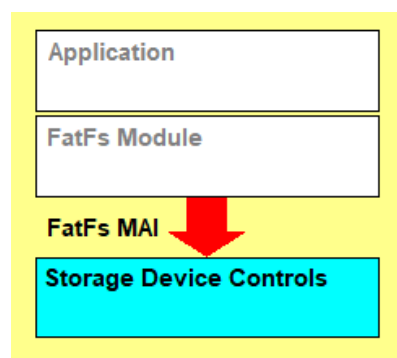 Application
FatFs Module
FatFs MAI
Storage Device Controls